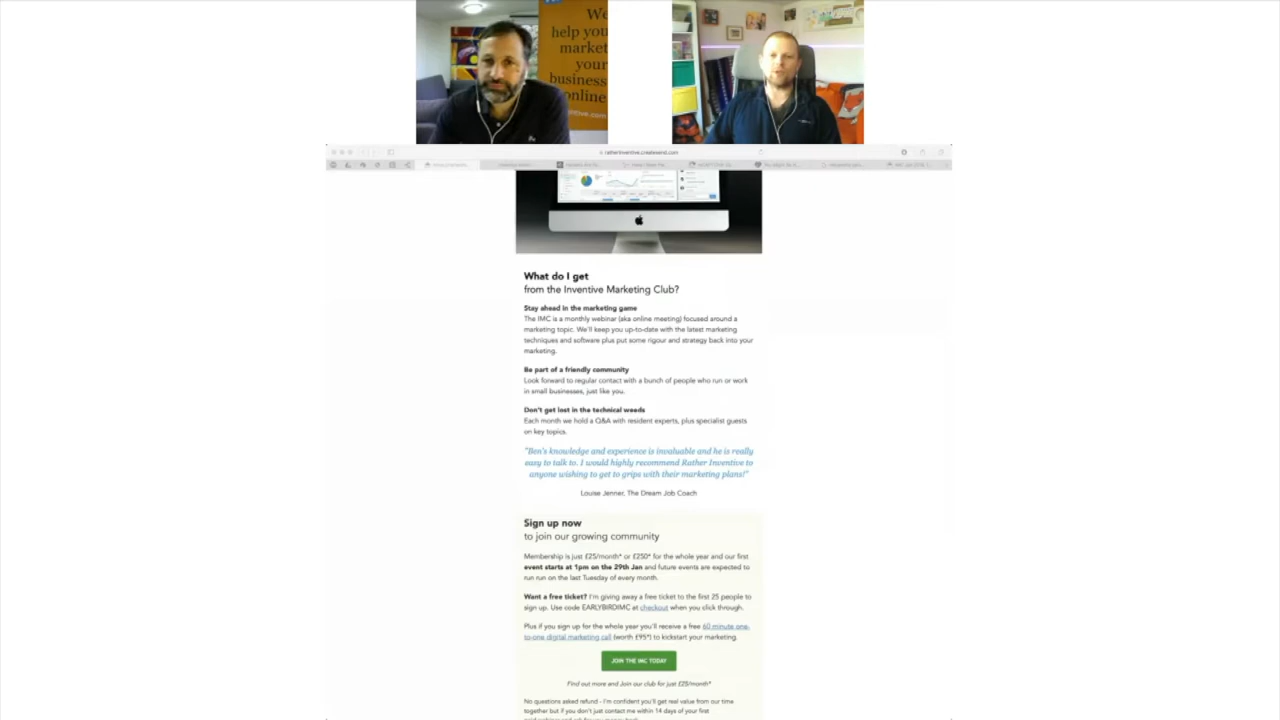 We
help you
market
your
business
online
ratherinventive.createsend.com
What do I get
from the Inventive Marketing Club?
Stay ahead in the marketing game
The IMC is a monthly webinar (aka online meeting) focused around a
marketing topic. We'll keep you up-to-date with the latest marketing
techniques and software plus put some rigour and strategy back into your
marketing.
Be part of a friendly community
Look forward to regular contact with a bunch of people who run or work
in small businesses, just like you.
Don't get lost in the technical weeds
Each month we hold a Q&A with resident experts, plus specialist guests
on key topics.
"Ben's knowledge and experience is invaluable and he is really
easy to talk to. I would highly recommend Rather Inventive to
anyone wishing to get to grips with their marketing plans!"
Louise Jenner, The Dream Job Coach
Sign up now
to join our growing community
Membership is just £25/month* or £250* for the whole year and our first
event starts at 1pm on the 29th Jan and future events are expected to
run run on the last Tuesday of every month.
Want a free ticket? I'm giving away a free ticket to the first 25 people to
sign up. Use code EARLYBIRDIMC at checkout when you click through.
Plus if you sign up for the whole year you'll receive a free 60 minute one-
to-one digital marketing call (worth £95*) to kickstart your marketing.
JOIN THE IMC TODAY
Find out more and Join our club for just £25/month*
No questions asked refund - I'm confident you'll get real value from our time
together but if you don't just contact me within 14 days of your first